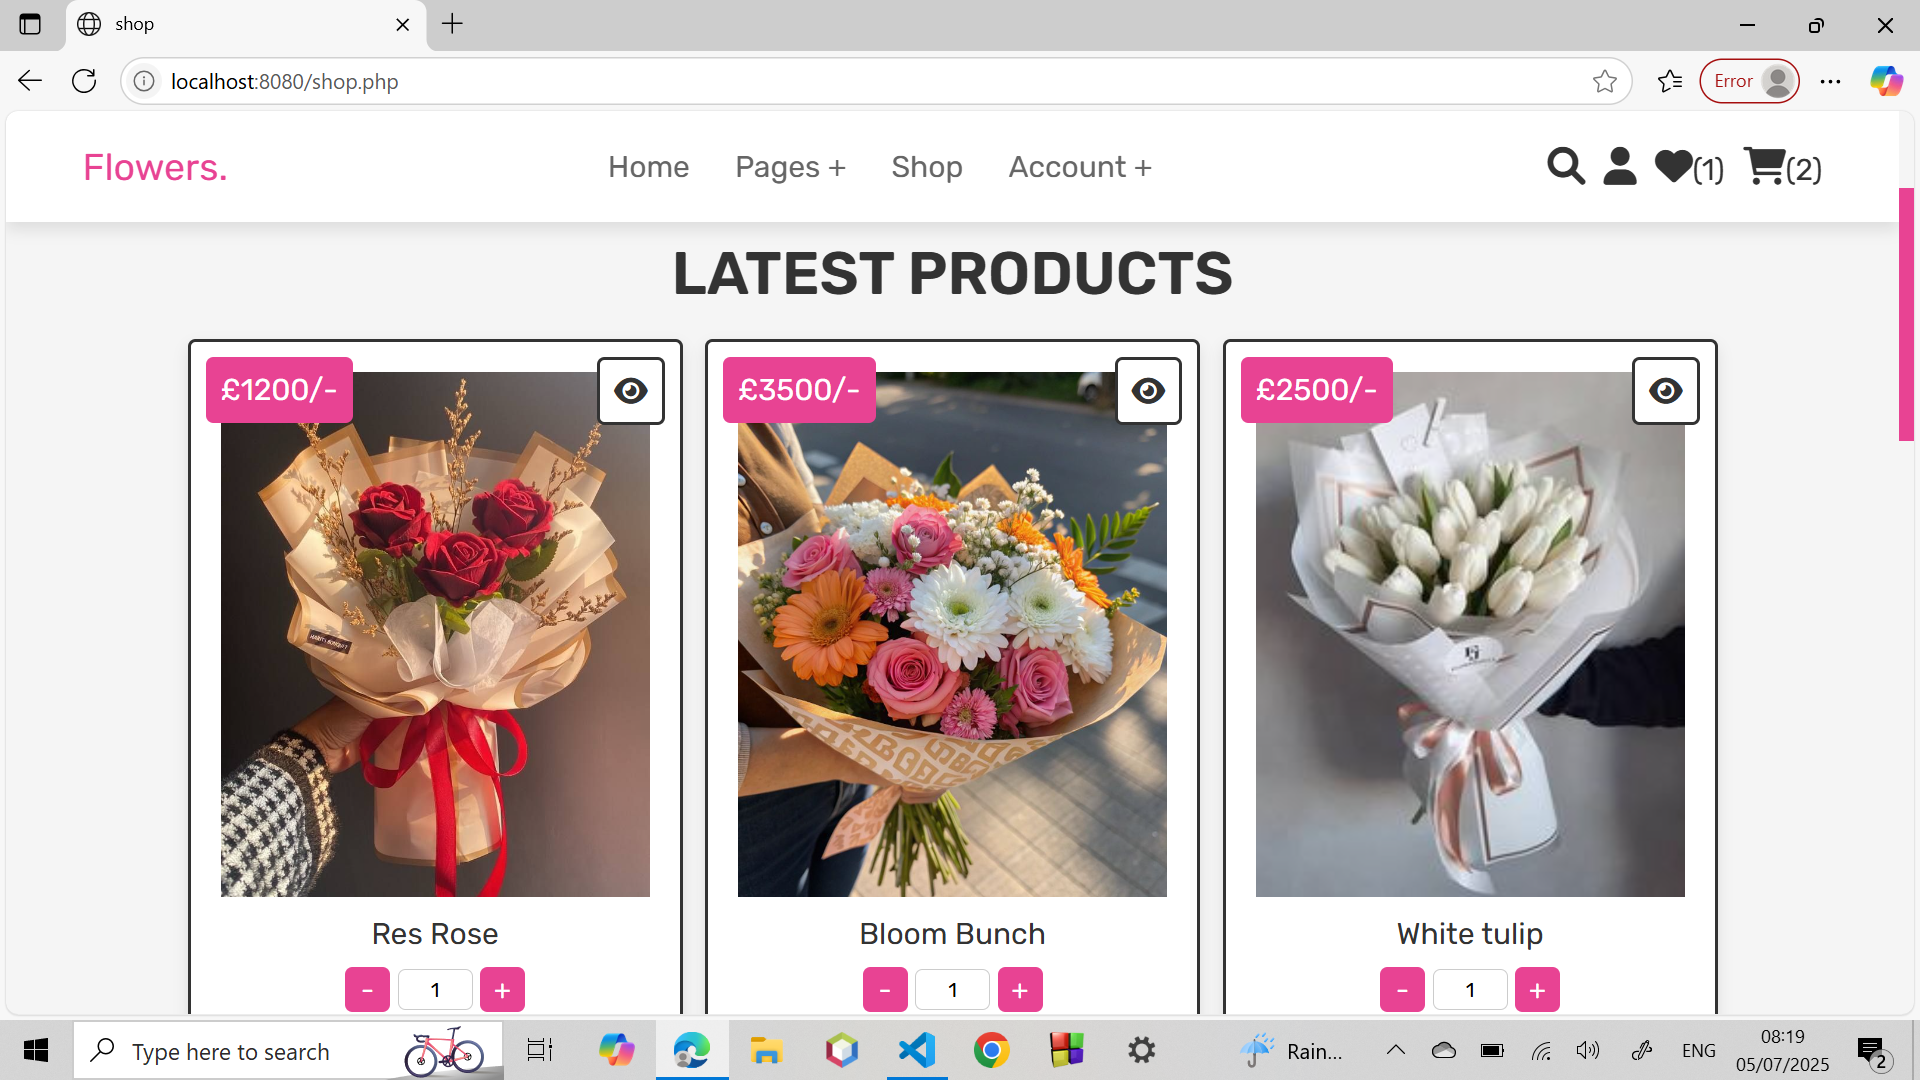 shop
localhost:8080/shop.php
Error
Flowers.
Home Pages + Shop Account + (1) (2)
LATEST PRODUCTS
£1200/- £3500/- £2500/-
Res Rose Bloom Bunch White tulip
- 1 + - 1 + - 1 +
Type here to search Rain... ENG 08:19
05/07/2025 2